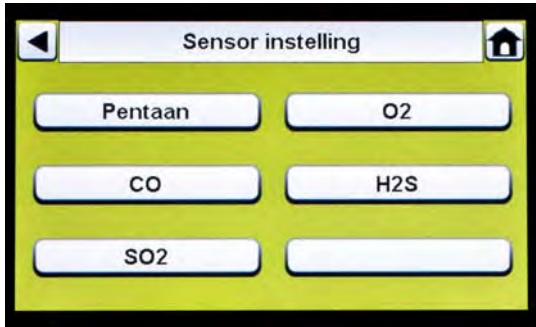 Sensor instelling
Pentaan
O2
CO
H2S
SO2